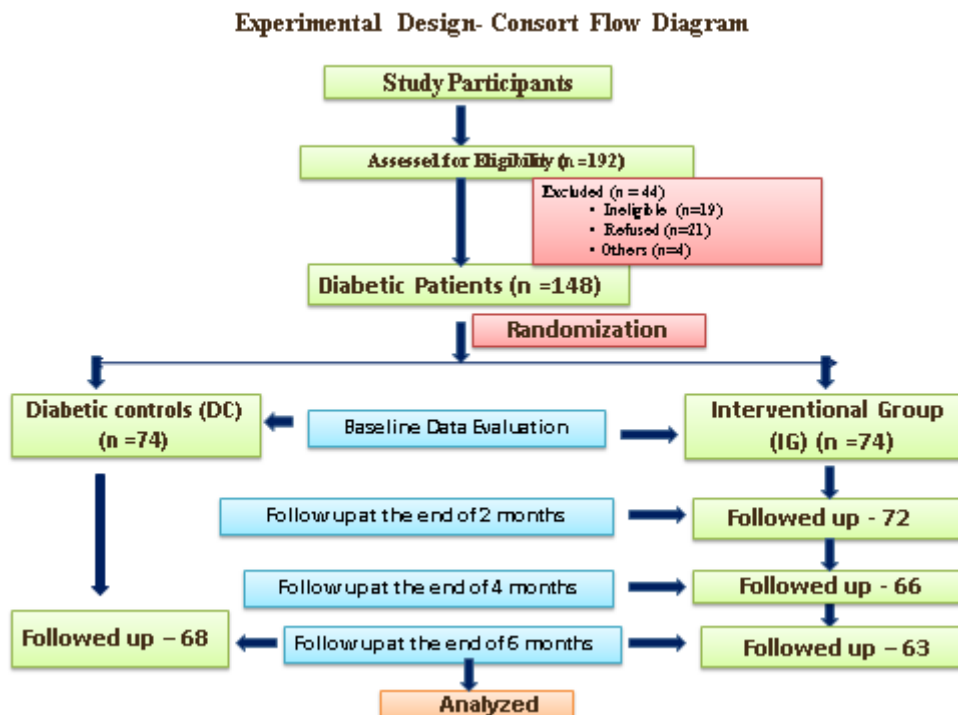 Experimental Design- Consort Flow Diagram
Study Participants
Assessed for Eligibility (n =192)
Excluded (n = 44)
• Ineligible (n=19)
• Refused (n=21)
• Others (n=4)
Diabetic Patients (n =148)
Randomization
Diabetic controls (DC)
(n =74)
Baseline Data Evaluation
Interventional Group
(IG) (n =74)
Follow up at the end of 2 months
Followed up - 72
Follow up at the end of 4 months
Followed up - 66
Followed up – 68
Follow up at the end of 6 months
Followed up – 63
Analyzed